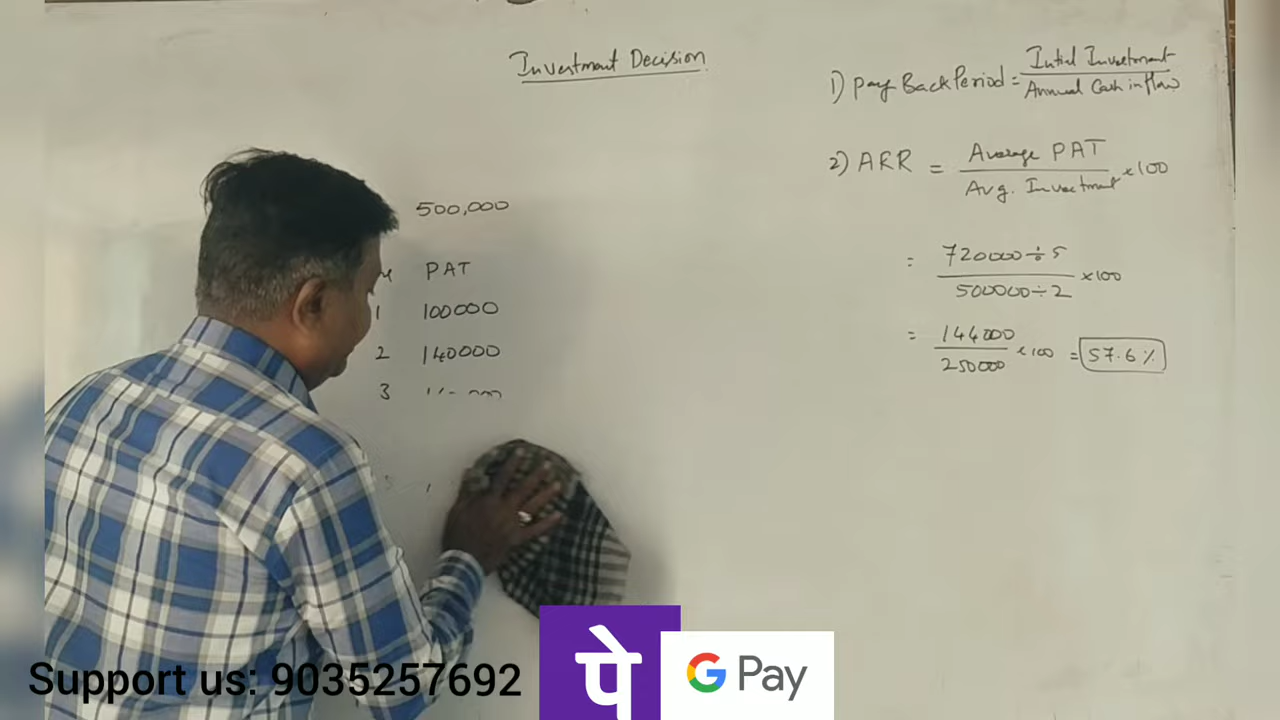 Investment Decision
500,000
PAT
1 100000
2 140000
3
1) Pay Back Period = Intial Investment / Annual Cash inflow
2) ARR = Average PAT / Avg. Investment × 100
= 720000 ÷ 5 / 500000 ÷ 2 × 100
= 144000 / 250000 × 100 = 57.6 %
Support us: 9035257692
पे
G Pay